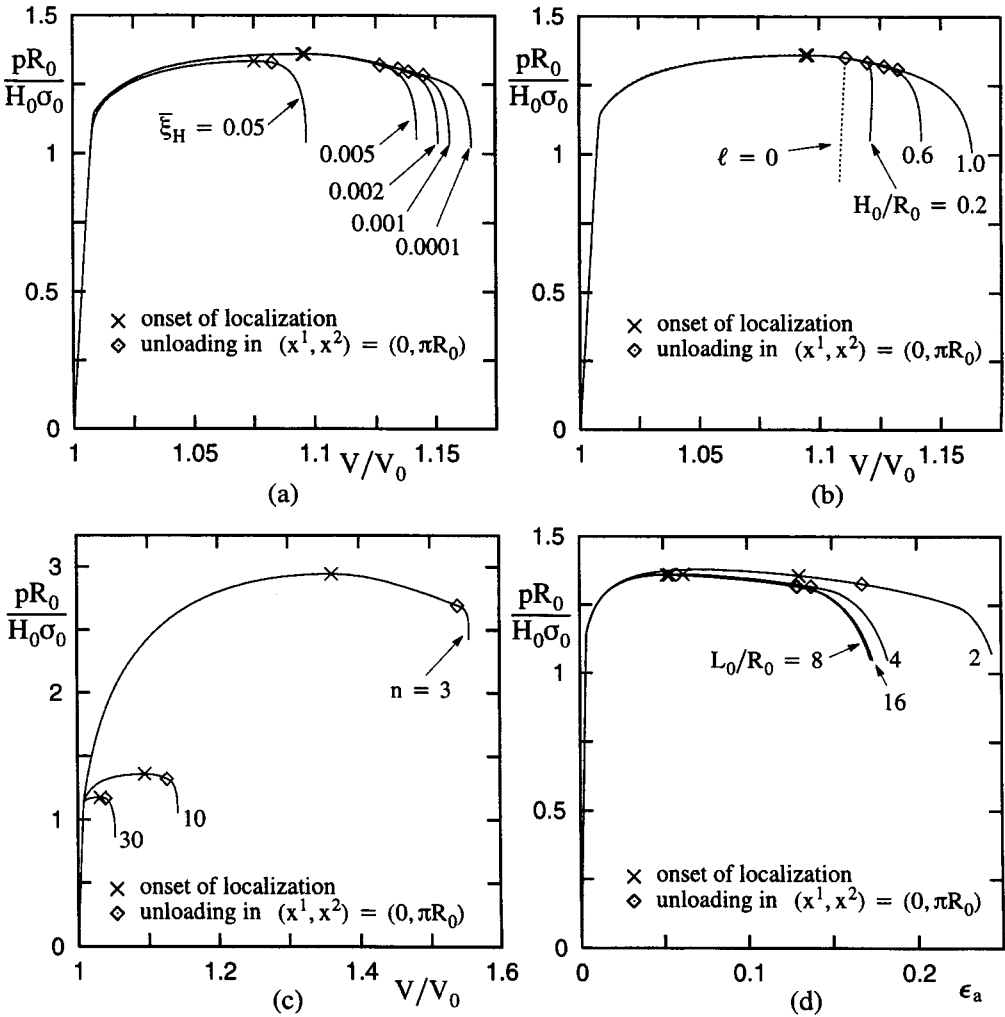 1.5
pR₀
H₀σ₀
1
0.5
0
ξ̄_H = 0.05
0.005
0.002
0.001
0.0001
× onset of localization
◇ unloading in (x¹, x²) = (0, πR₀)
1 1.05 1.1 1.15
V/V₀
(a)
1.5
pR₀
H₀σ₀
1
0.5
0
ℓ = 0
0.6
1.0
H₀/R₀ = 0.2
× onset of localization
◇ unloading in (x¹, x²) = (0, πR₀)
1 1.05 1.1 1.15
V/V₀
(b)
3
pR₀
H₀σ₀
2
1
0
n = 3
10
30
× onset of localization
◇ unloading in (x¹, x²) = (0, πR₀)
1 1.2 1.4 1.6
V/V₀
(c)
1.5
pR₀
H₀σ₀
1
0.5
0
L₀/R₀ = 8
4
2
16
× onset of localization
◇ unloading in (x¹, x²) = (0, πR₀)
0 0.1 0.2
ϵₐ
(d)